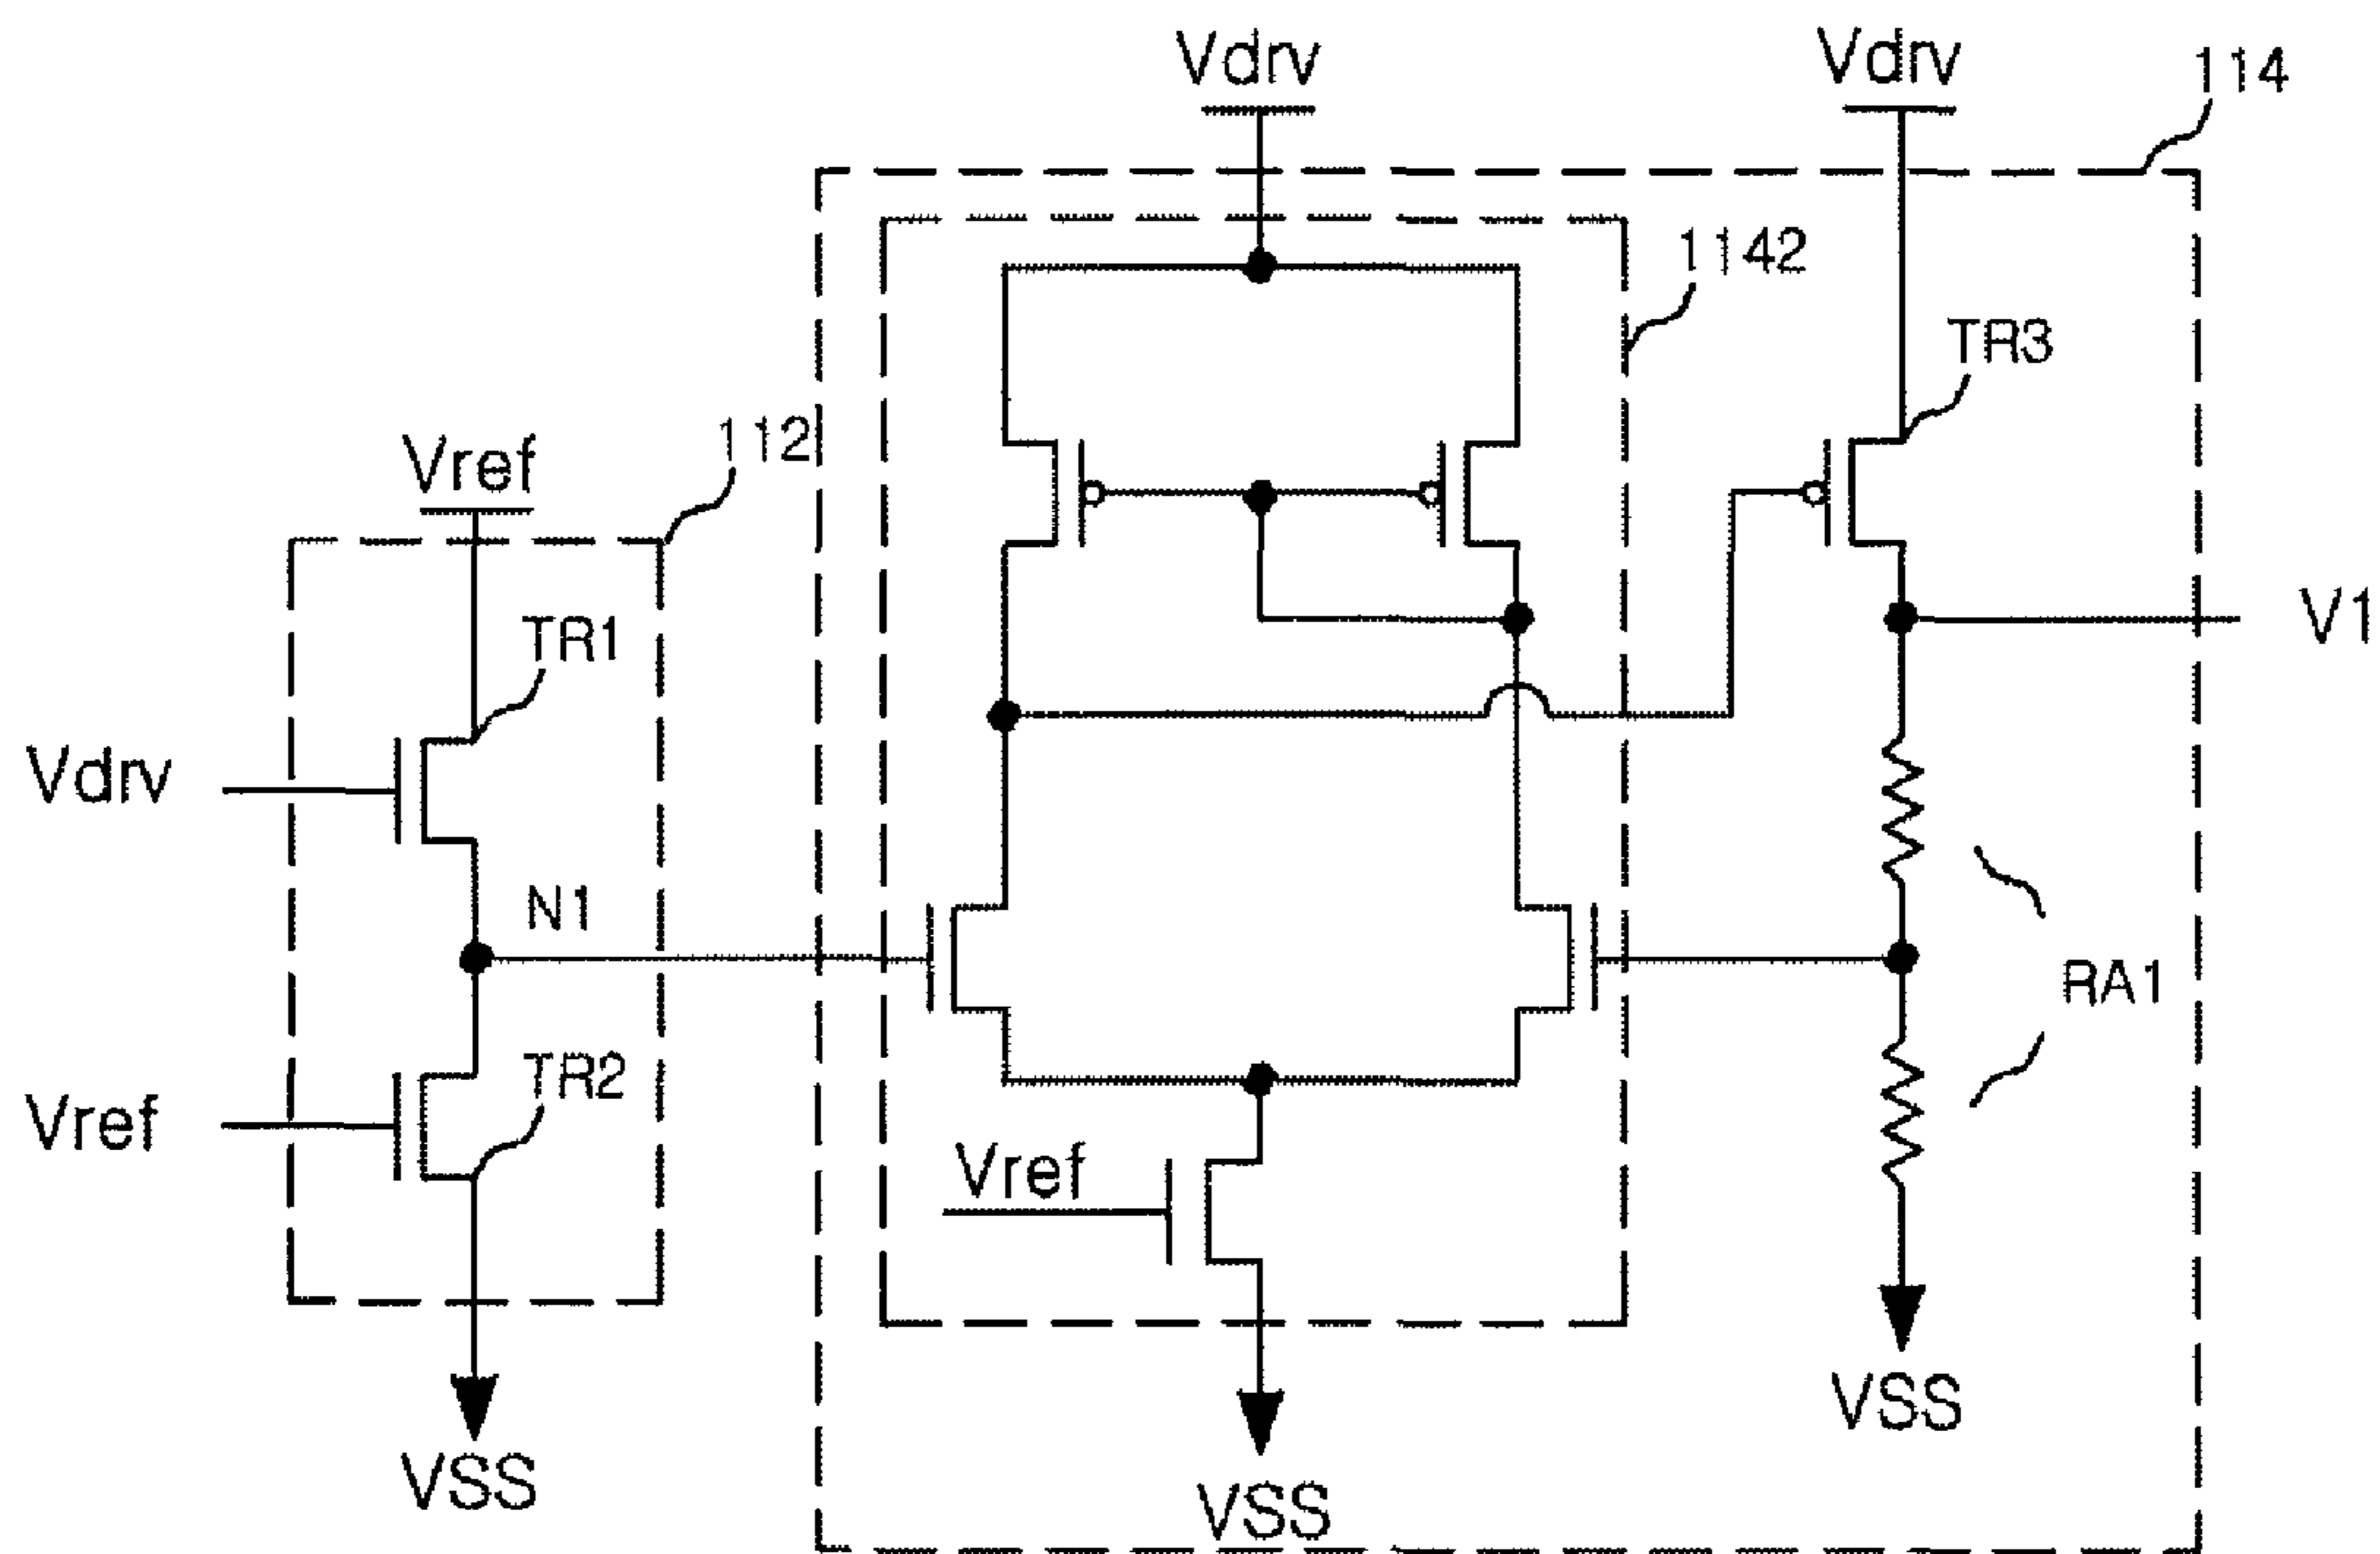 Vdrv
Vdrv
114
1142
TR3
112
Vref
TR1
V1
Vdrv
N1
RA1
TR2
Vref
Vref
VSS
VSS
VSS